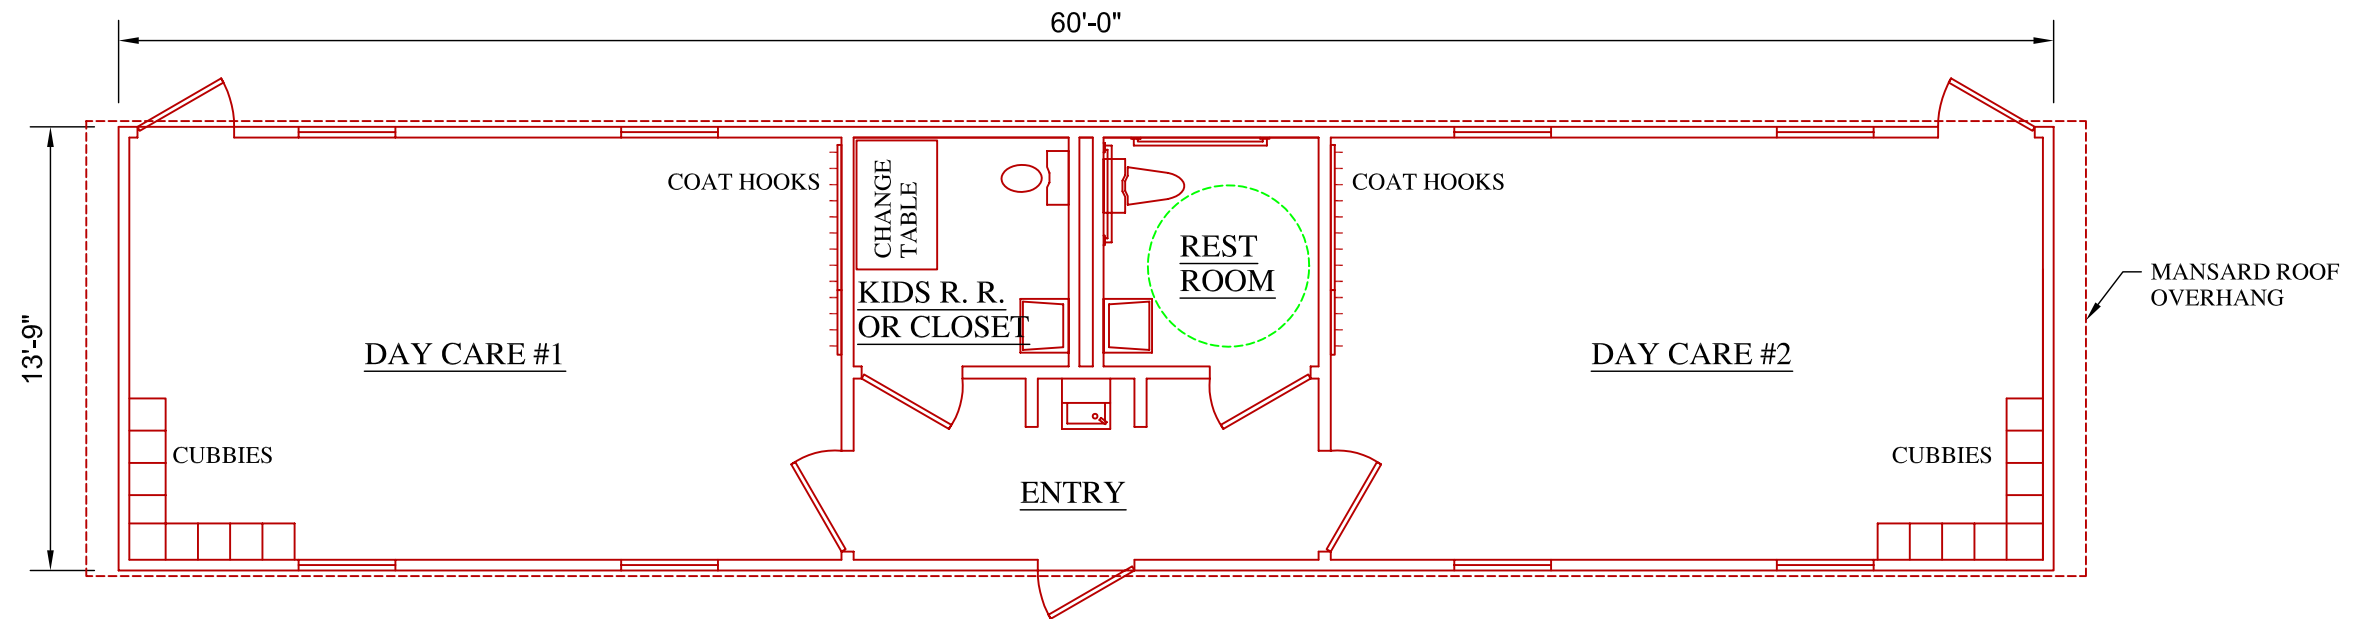 60'-0"
13'-9"
COAT HOOKS
CHANGE
TABLE
KIDS R. R.
OR CLOSET
REST
ROOM
COAT HOOKS
MANSARD ROOF
OVERHANG
DAY CARE #1
DAY CARE #2
CUBBIES
CUBBIES
ENTRY